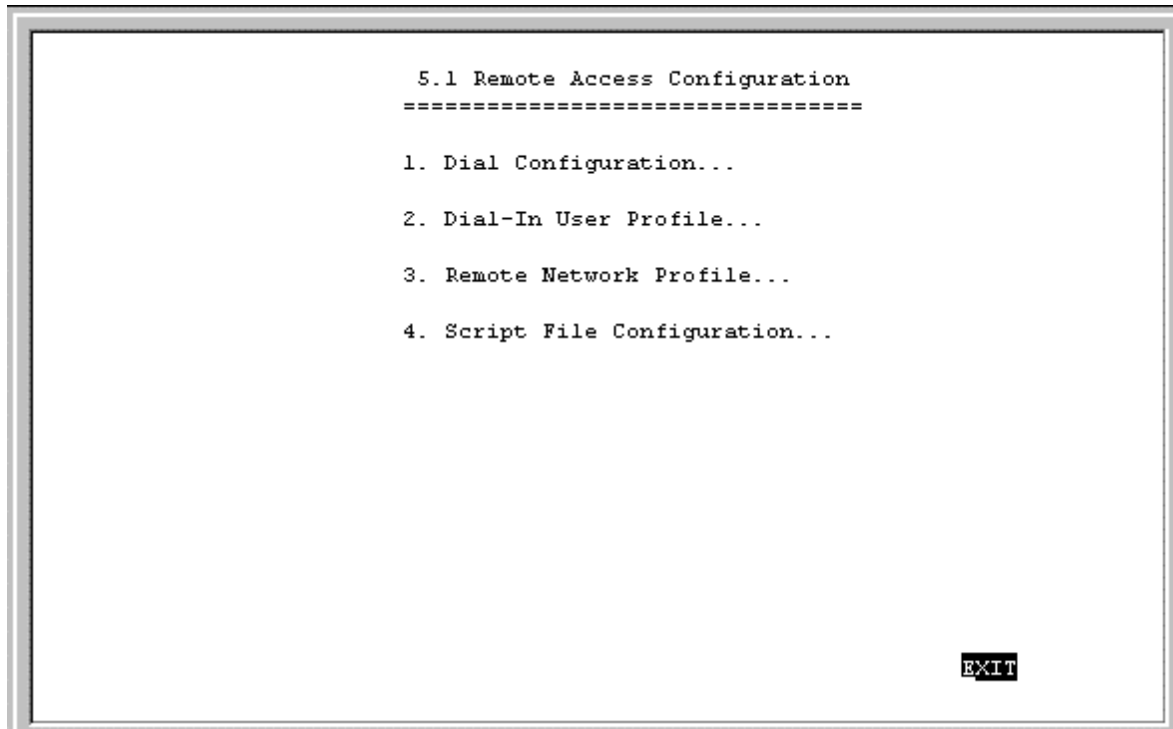 5.1 Remote Access Configuration
=================================
1. Dial Configuration...
2. Dial-In User Profile...
3. Remote Network Profile...
4. Script File Configuration...
EXIT